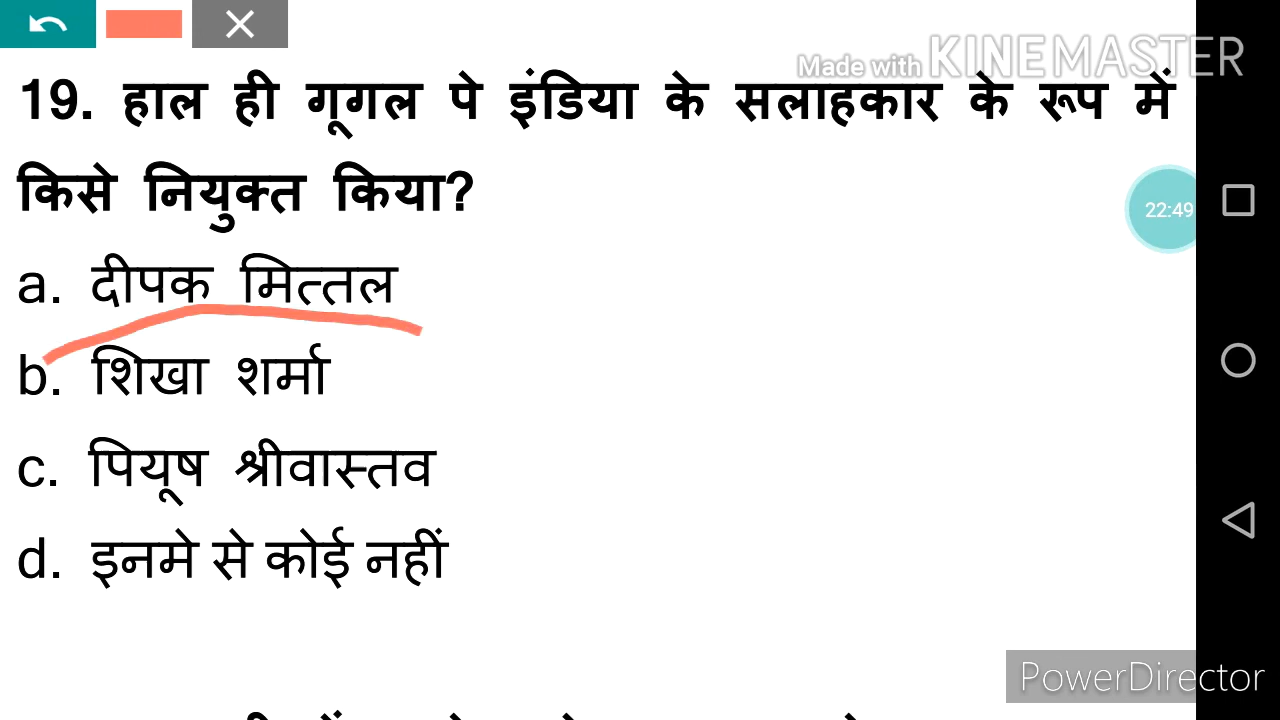 Made with KINEMASTER
19. हाल ही गूगल पे इंडिया के सलाहकार के रूप में
किसे नियुक्त किया?
22:49
a. दीपक मित्तल
b. शिखा शर्मा
c. पियूष श्रीवास्तव
d. इनमे से कोई नहीं
PowerDirector